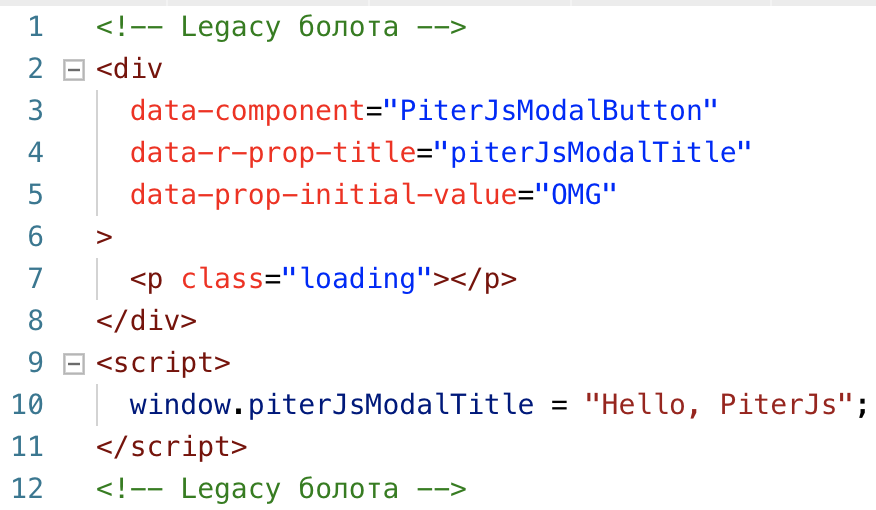 1 <!-- Legacy болота -->
2 <div
3 data-component="PiterJsModalButton"
4 data-r-prop-title="piterJsModalTitle"
5 data-prop-initial-value="OMG"
6 >
7 <p class="loading"></p>
8 </div>
9 <script>
10 window.piterJsModalTitle = "Hello, PiterJs";
11 </script>
12 <!-- Legacy болота -->